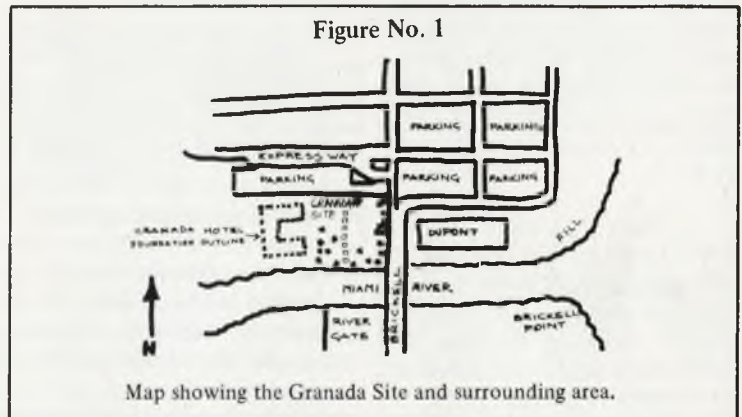 Figure No. 1
PARKING
PARKING
EXPRESS WAY
PARKING
PARKING
PARKING
GRANADA
SITE
GRANADA HOTEL
FOUNDATION OUTLINE
DUPONT
FILL
MIAMI
RIVER
BRICKELL
RIVER
GATE
BRICKELL
POINT
N
Map showing the Granada Site and surrounding area.